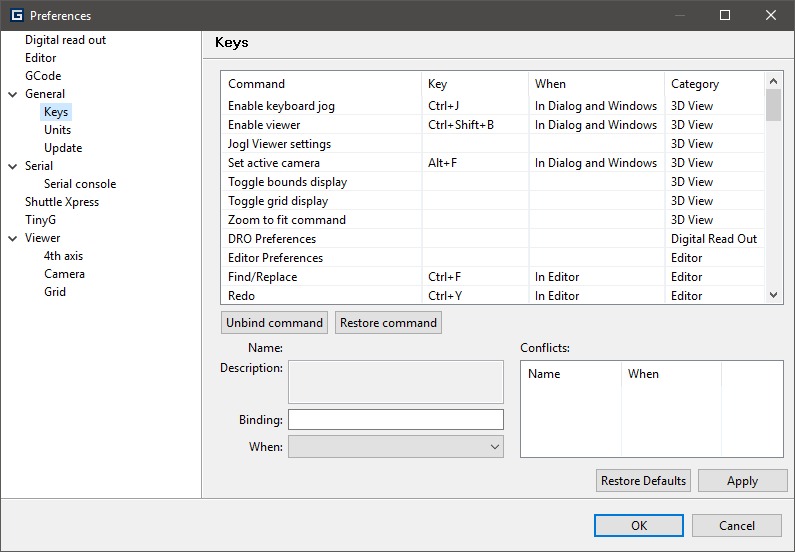 G Preferences
Digital read out
Editor
GCode
General
Keys
Units
Update
Serial
Serial console
Shuttle Xpress
TinyG
Viewer
4th axis
Camera
Grid
Keys
Command Key When Category
Enable keyboard jog Ctrl+J In Dialog and Windows 3D View
Enable viewer Ctrl+Shift+B In Dialog and Windows 3D View
Jogl Viewer settings 3D View
Set active camera Alt+F In Dialog and Windows 3D View
Toggle bounds display 3D View
Toggle grid display 3D View
Zoom to fit command 3D View
DRO Preferences Digital Read Out
Editor Preferences Editor
Find/Replace Ctrl+F In Editor Editor
Redo Ctrl+Y In Editor Editor
Unbind command Restore command
Name:
Description:
Binding:
When:
Conflicts:
Name When
Restore Defaults Apply
OK Cancel